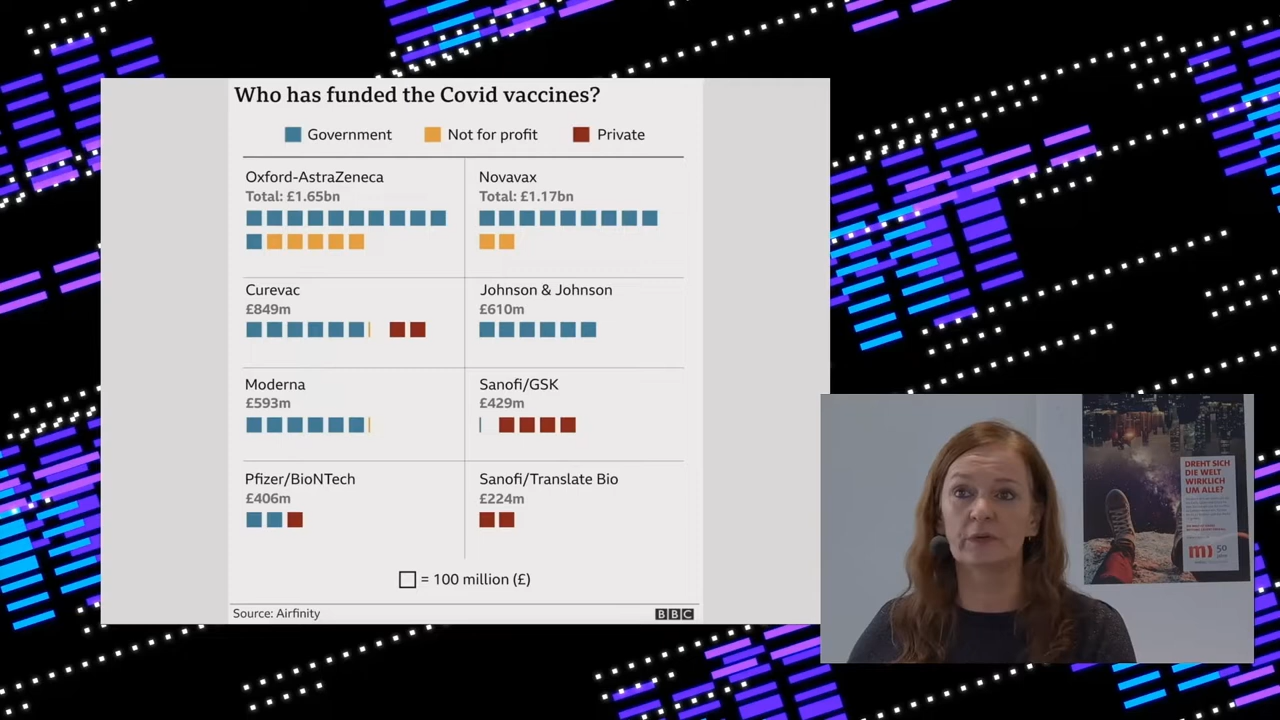 Who has funded the Covid vaccines?
Government Not for profit Private
Oxford-AstraZeneca
Total: £1.65bn
Novavax
Total: £1.17bn
Curevac
£849m
Johnson & Johnson
£610m
Moderna
£593m
Sanofi/GSK
£429m
Pfizer/BioNTech
£406m
Sanofi/Translate Bio
£224m
= 100 million (£)
Source: Airfinity
BBC
DREHT SICH
DIE WELT
WIRKLICH
UM ALLE?
m)
50